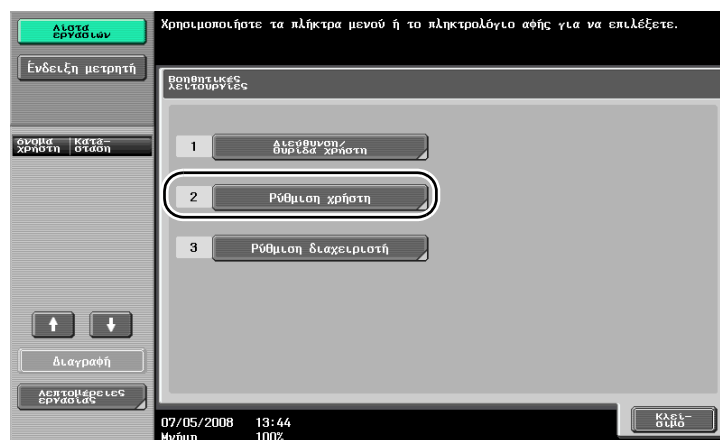 Λίστα
εργασιών
Χρησιμοποιήστε τα πλήκτρα μενού ή το πληκτρολόγιο αφής για να επιλέξετε.
Ένδειξη μετρητή
Βοηθητικές
λειτουργίες
όνομα
χρήστη
Κατά-
σταση
1
Διεύθυνση/
θυρίδα χρήστη
2
Ρύθμιση χρήστη
3
Ρύθμιση διαχειριστή
Διαγραφή
Λεπτομέρειες
εργασίας
07/05/2008 13:44
Μνήμη 100%
Κλεί-
σιμο